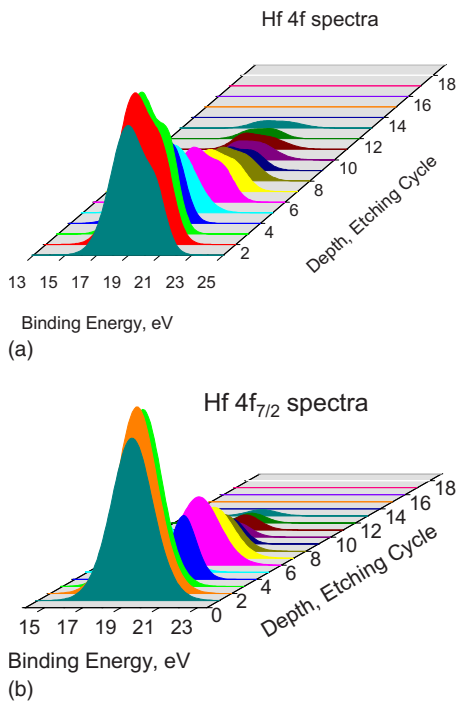 Hf 4f spectra
18
16
14
12
10
8
6
4
2
Depth, Etching Cycle
13 15 17 19 21 23 25
Binding Energy, eV
(a)
Hf 4f7/2 spectra
18
16
14
12
10
8
6
4
2
0
Depth, Etching Cycle
15 17 19 21 23
Binding Energy, eV
(b)